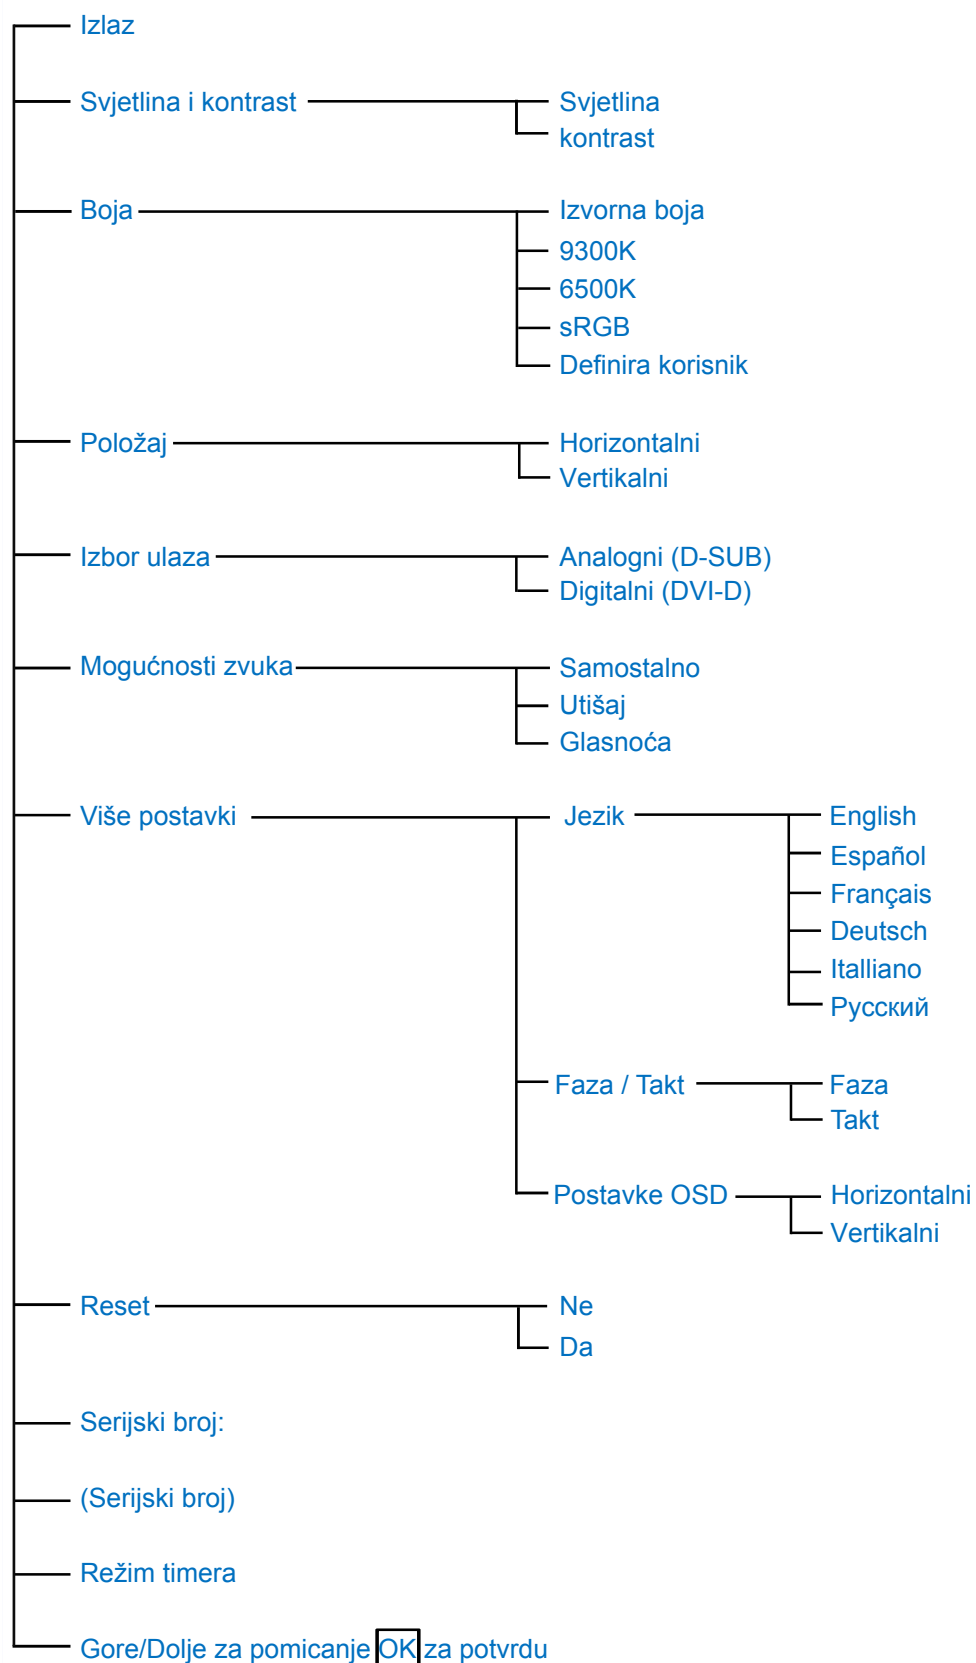 Izlaz
Svjetlina i kontrast Svjetlina
kontrast
Boja Izvorna boja
9300K
6500K
sRGB
Definira korisnik
Položaj Horizontalni
Vertikalni
Izbor ulaza Analogni (D-SUB)
Digitalni (DVI-D)
Mogućnosti zvuka Samostalno
Utišaj
Glasnoća
Više postavki Jezik English
Español
Français
Deutsch
Italliano
Русский
Faza / Takt Faza
Takt
Postavke OSD Horizontalni
Vertikalni
Reset Ne
Da
Serijski broj:
(Serijski broj)
Režim timera
Gore/Dolje za pomicanje OK za potvrdu